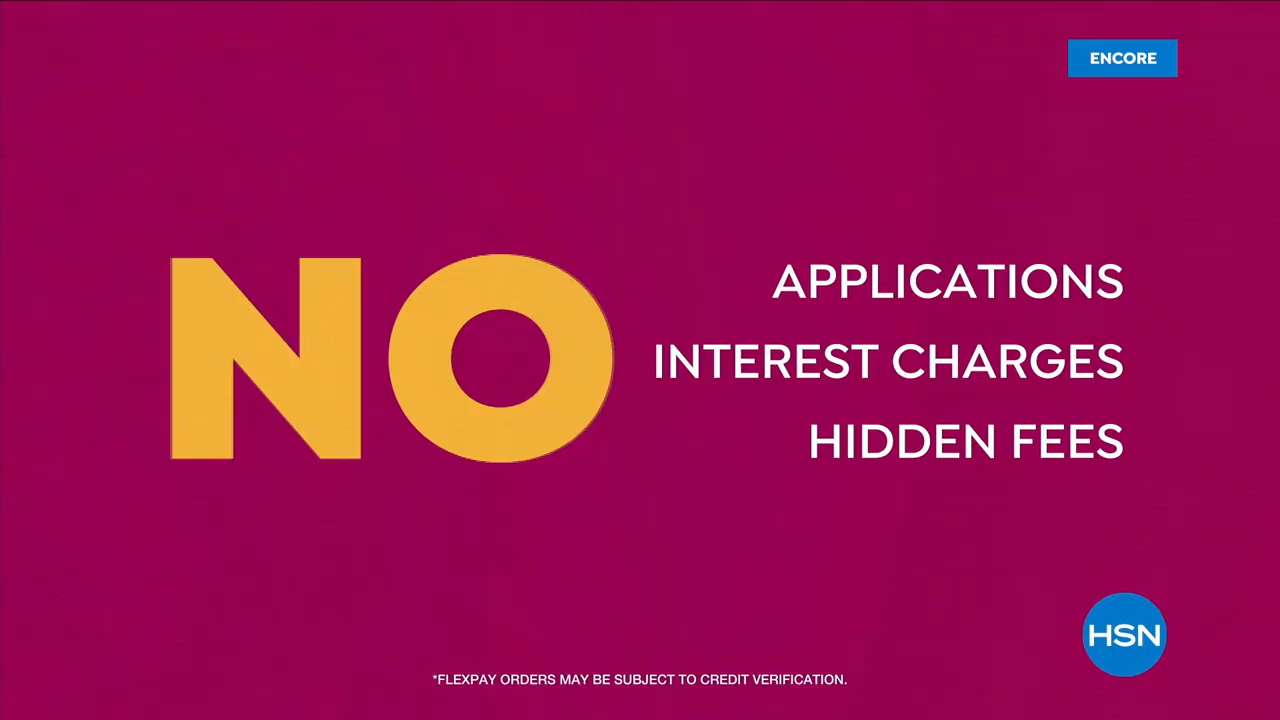 ENCORE
NO
APPLICATIONS
INTEREST CHARGES
HIDDEN FEES
HSN
*FLEXPAY ORDERS MAY BE SUBJECT TO CREDIT VERIFICATION.